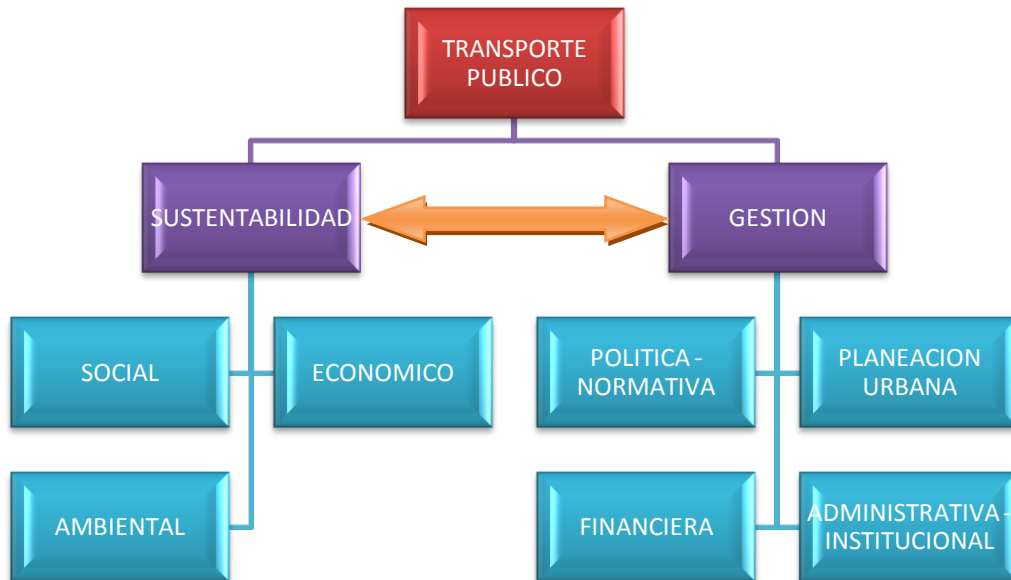 TRANSPORTE
PUBLICO
SUSTENTABILIDAD
GESTION
SOCIAL
ECONOMICO
POLITICA -
NORMATIVA
PLANEACION
URBANA
AMBIENTAL
FINANCIERA
ADMINISTRATIVA -
INSTITUCIONAL